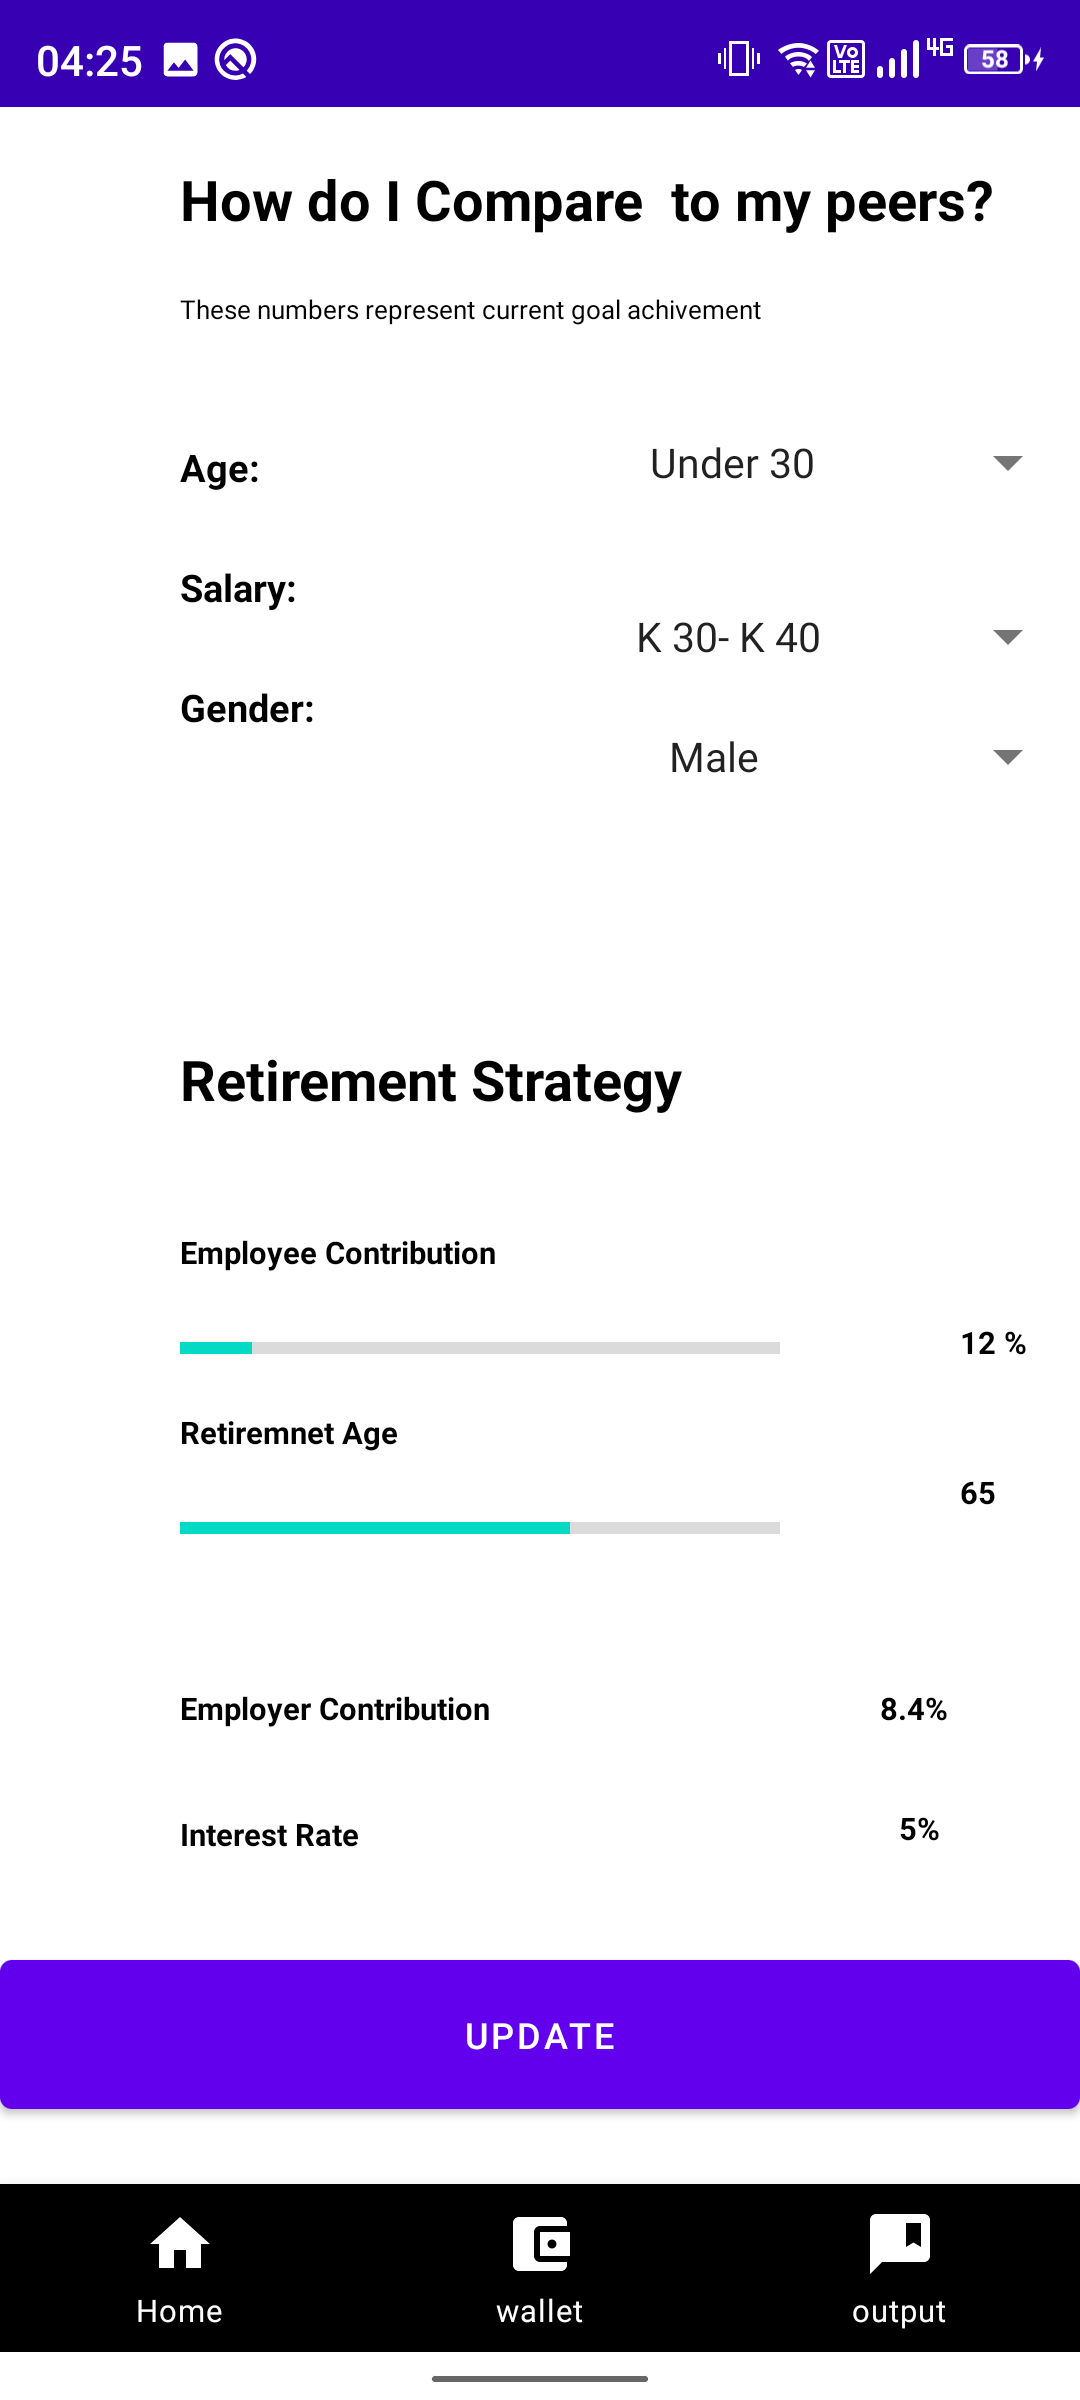 04:25 VoLTE 4G 58
How do I Compare  to my peers?
These numbers represent current goal achivement
Age: Under 30
Salary:
K 30- K 40
Gender:
Male
Retirement Strategy
Employee Contribution
12 %
Retiremnet Age
65
Employer Contribution 8.4%
Interest Rate 5%
UPDATE
Home wallet output